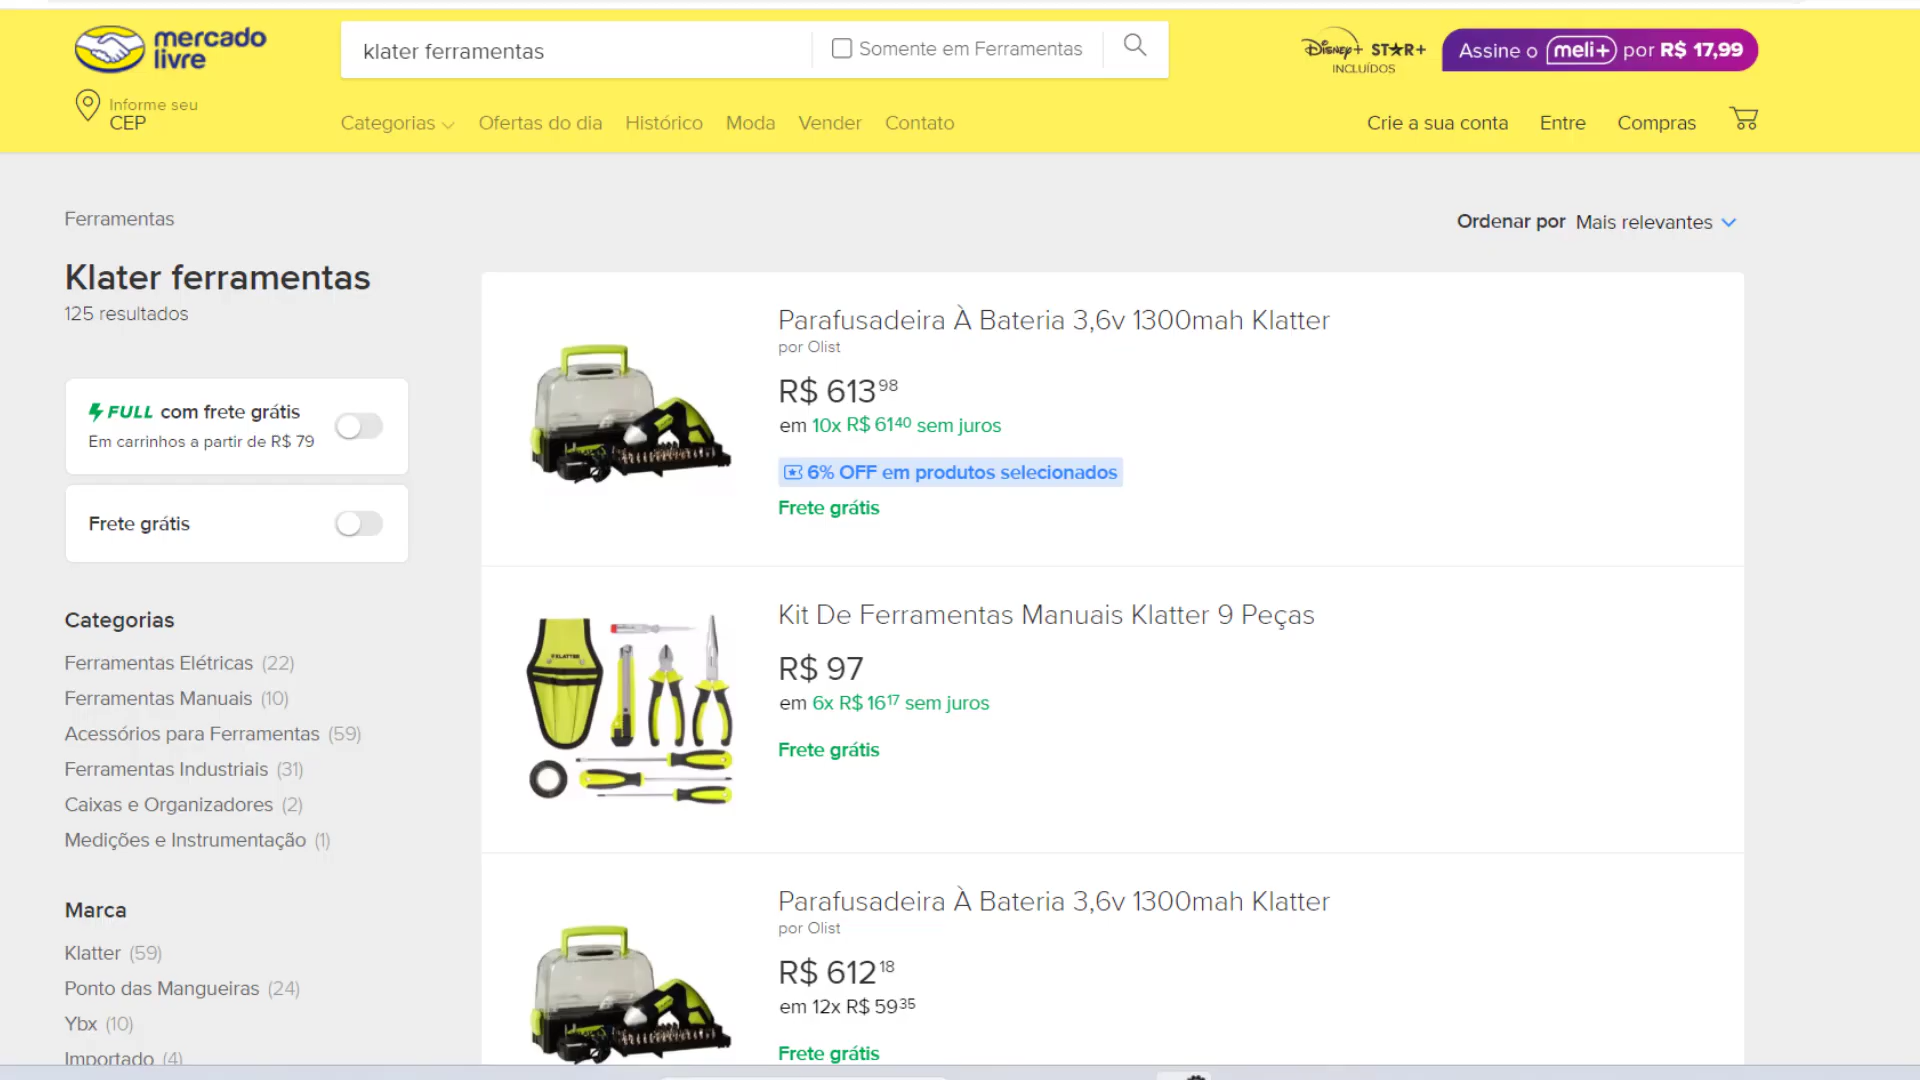 mercado
livre
klater ferramentas
Somente em Ferramentas
Disney+ STAR+
INCLUÍDOS
Assine o meli+ por R$ 17,99
Informe seu
CEP
Categorias
Ofertas do dia
Histórico
Moda
Vender
Contato
Crie a sua conta
Entre
Compras
Ferramentas
Ordenar por Mais relevantes
Klater ferramentas
125 resultados
FULL com frete grátis
Em carrinhos a partir de R$ 79
Frete grátis
Categorias
Ferramentas Elétricas (22)
Ferramentas Manuais (10)
Acessórios para Ferramentas (59)
Ferramentas Industriais (31)
Caixas e Organizadores (2)
Medições e Instrumentação (1)
Marca
Klatter (59)
Ponto das Mangueiras (24)
Ybx (10)
Importado (4)
Parafusadeira À Bateria 3,6v 1300mah Klatter
por Olist
R$ 613 98
em 10x R$ 61 40 sem juros
6% OFF em produtos selecionados
Frete grátis
KLATTER
Kit De Ferramentas Manuais Klatter 9 Peças
R$ 97
em 6x R$ 16 17 sem juros
Frete grátis
Parafusadeira À Bateria 3,6v 1300mah Klatter
por Olist
R$ 612 18
em 12x R$ 59 35
Frete grátis